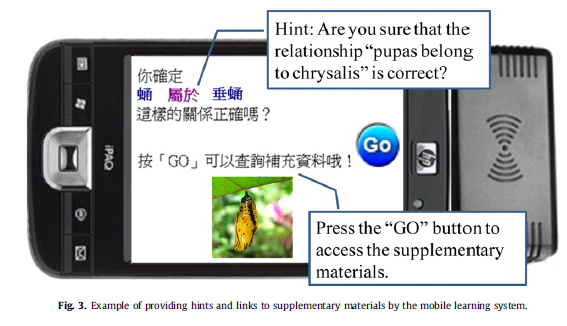 Hint: Are you sure that the
relationship “pupas belong
to chrysalis” is correct?
你確定
蛹 屬於 垂蛹
這樣的關係正確嗎？
Go
iPAQ
按「GO」可以查詢補充資料哦！
Press the “GO” button to
access the supplementary
materials.
Fig. 3. Example of providing hints and links to supplementary materials by the mobile learning system.